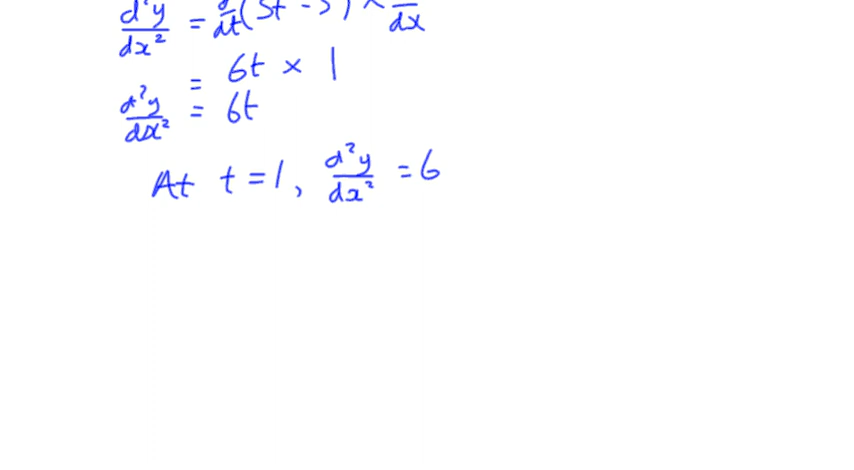 d²y/dx² = d/dt(3t² - 3) × dt/dx
= 6t × 1
d²y/dx² = 6t
At t = 1, d²y/dx² = 6